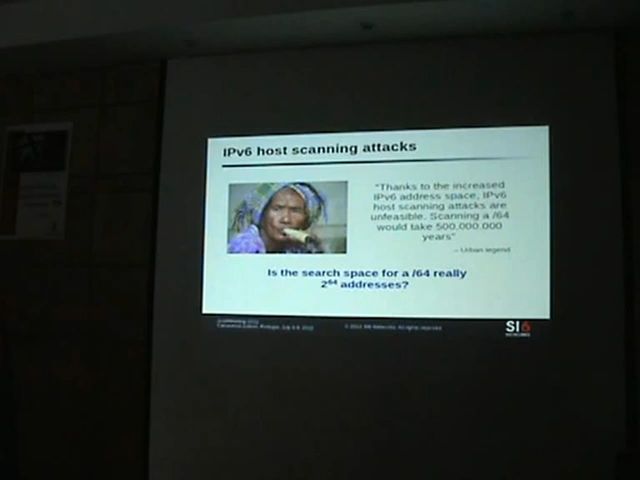 IPv6 host scanning attacks
"Thanks to the increased
IPv6 address space, IPv6
host scanning attacks are
unfeasible. Scanning a /64
would take 500.000.000
years"
– Urban legend
Is the search space for a /64 really
2⁶⁴ addresses?
SI6